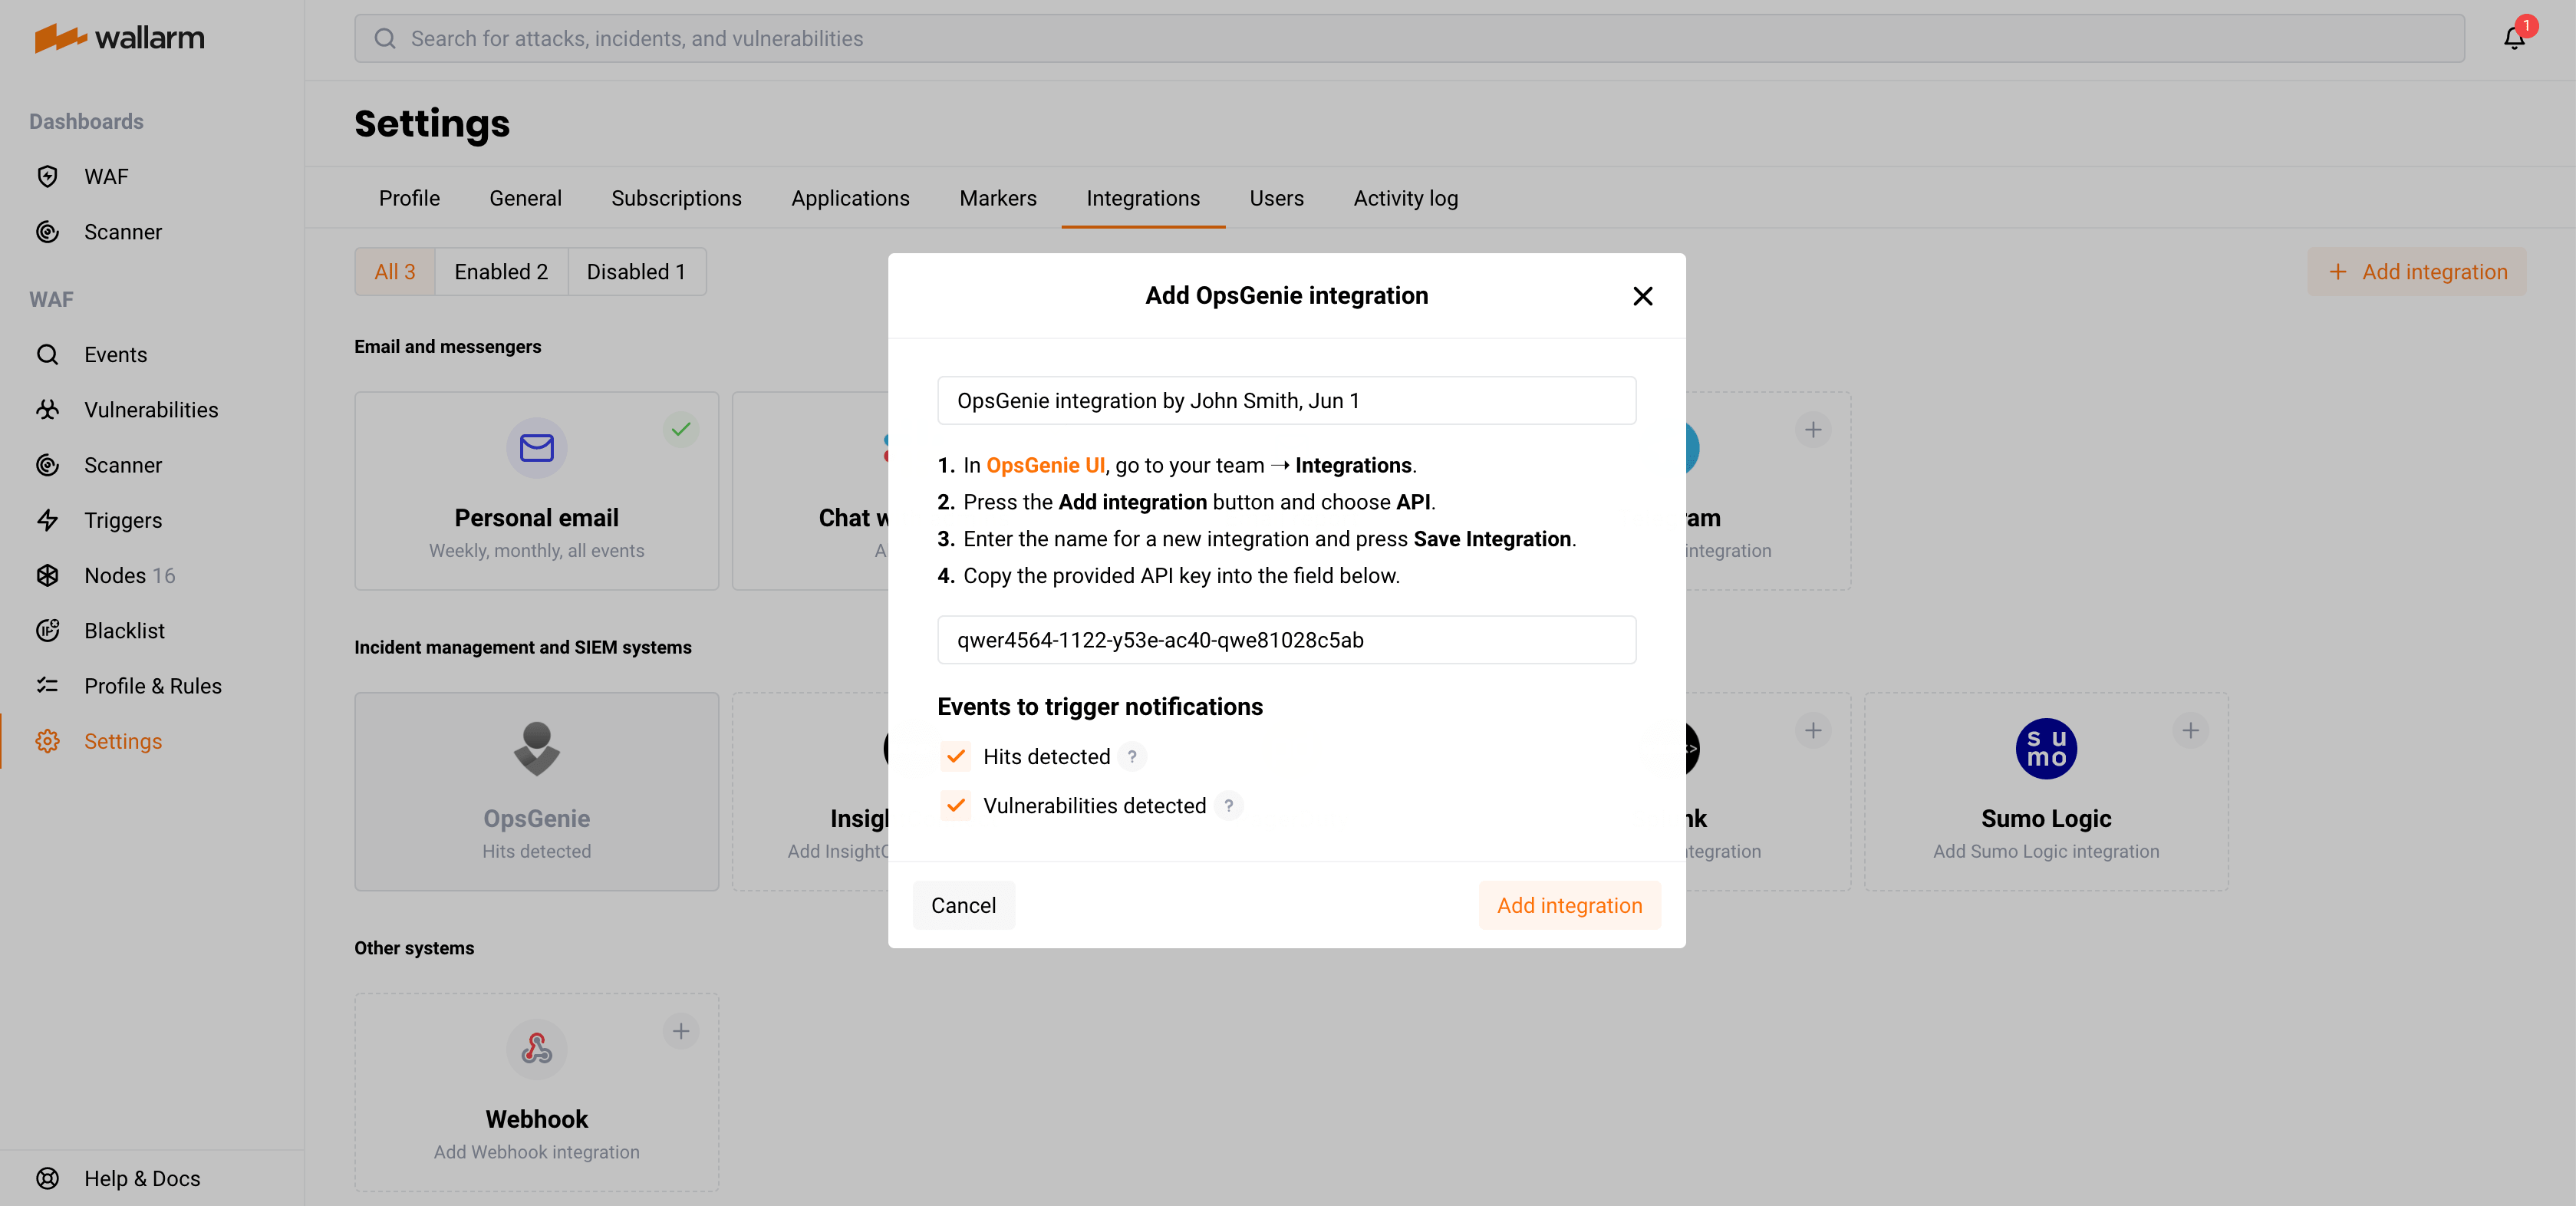 wallarm
Search for attacks, incidents, and vulnerabilities
1
Dashboards
WAF
Scanner
WAF
Events
Vulnerabilities
Scanner
Triggers
Nodes 16
Blacklist
Profile & Rules
Settings
Help & Docs
Settings
Profile General Subscriptions Applications Markers Integrations Users Activity log
All 3 Enabled 2 Disabled 1
+ Add integration
Email and messengers
Personal email
Weekly, monthly, all events
Chat
integration
Incident management and SIEM systems
OpsGenie
Hits detected
Add
sumo
Sumo Logic
Add Sumo Logic integration
Other systems
Webhook
Add Webhook integration
Add OpsGenie integration
OpsGenie integration by John Smith, Jun 1
1. In OpsGenie UI, go to your team → Integrations.
2. Press the Add integration button and choose API.
3. Enter the name for a new integration and press Save Integration.
4. Copy the provided API key into the field below.
qwer4564-1122-y53e-ac40-qwe81028c5ab
Events to trigger notifications
Hits detected ?
Vulnerabilities detected ?
Cancel
Add integration